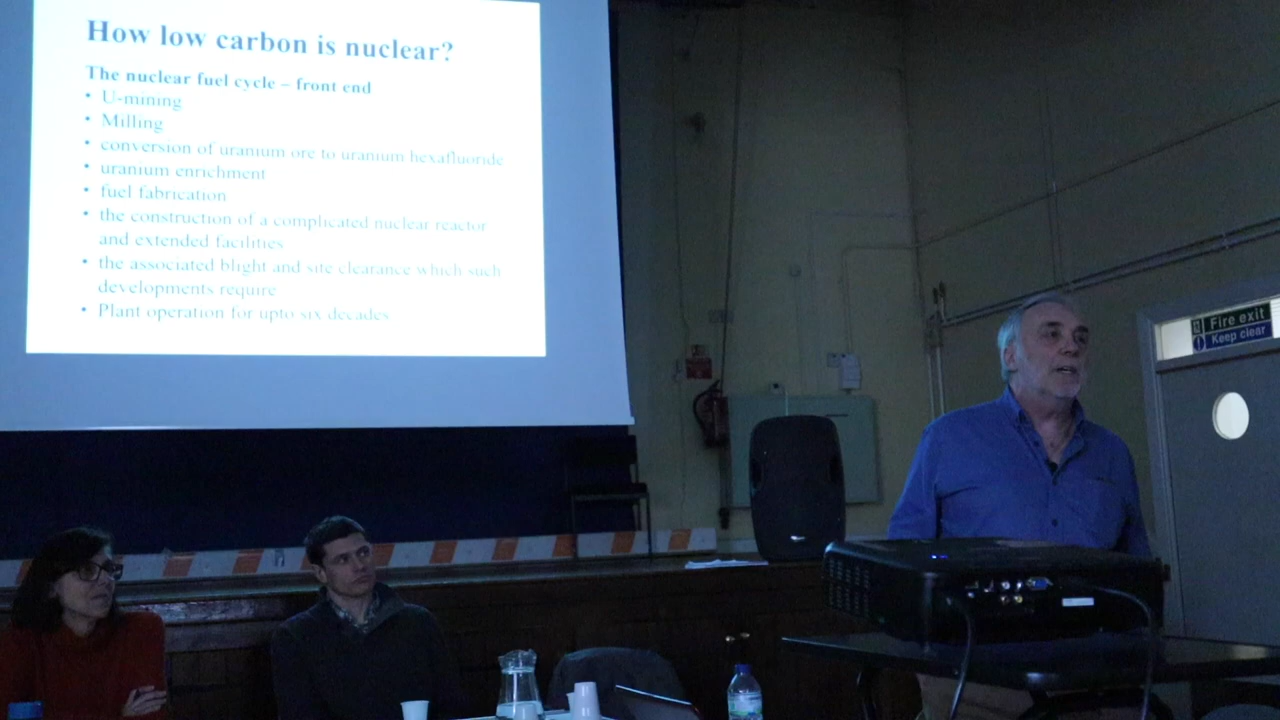 How low carbon is nuclear?
The nuclear fuel cycle – front end
• U-mining
• Milling
• conversion of uranium ore to uranium hexafluoride
• uranium enrichment
• fuel fabrication
• the construction of a complicated nuclear reactor
and extended facilities
• the associated blight and site clearance which such
developments require
• Plant operation for upto six decades
Fire exit
Keep clear